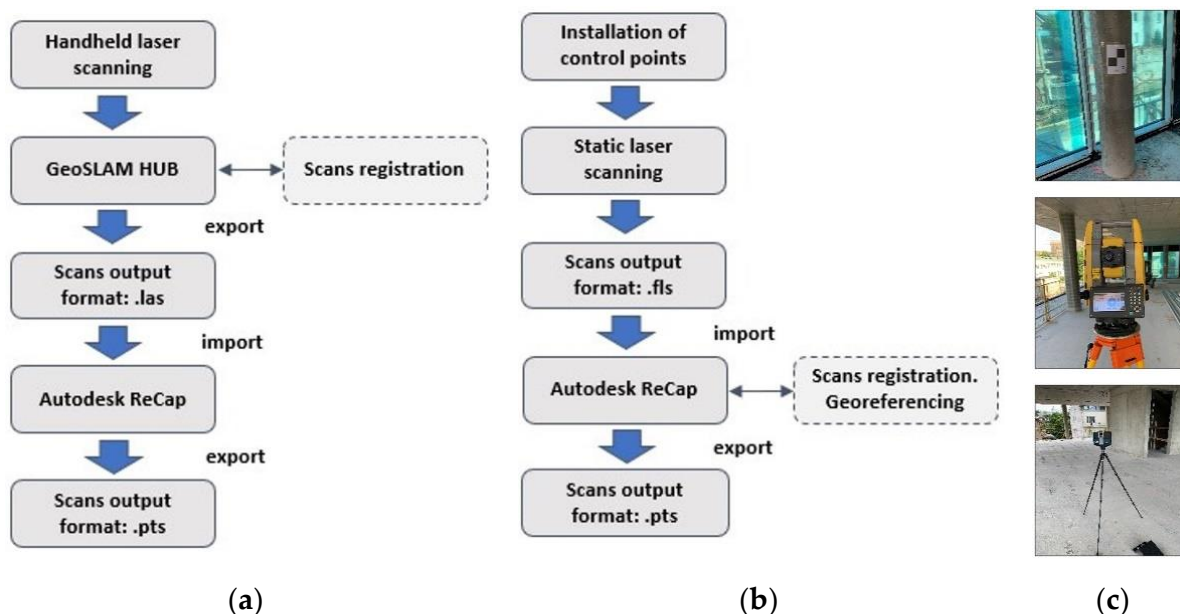 Handheld laser
scanning
GeoSLAM HUB
Scans registration
export
Scans output
format: .las
import
Autodesk ReCap
export
Scans output
format: .pts
(a)
Installation of
control points
Static laser
scanning
Scans output
format: .fls
import
Autodesk ReCap
Scans registration.
Georeferencing
export
Scans output
format: .pts
(b)
(c)